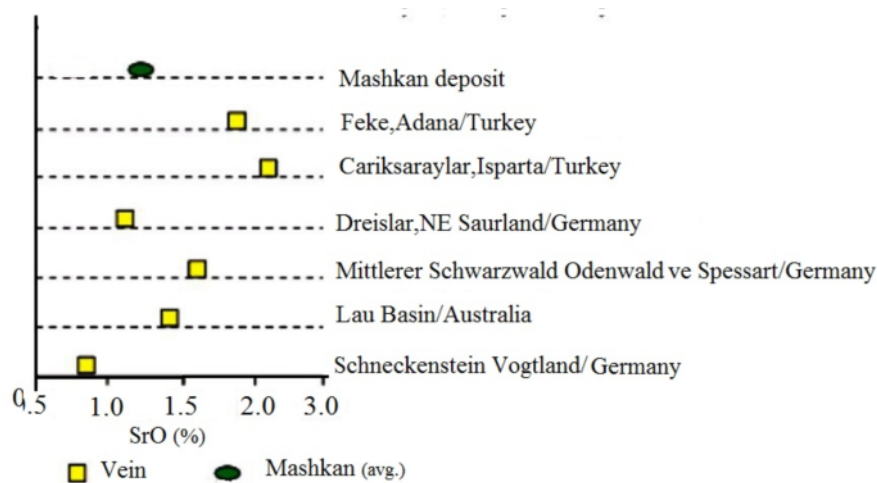 Mashkan deposit
Feke,Adana/Turkey
Cariksaraylar,Isparta/Turkey
Dreislar,NE Saurland/Germany
Mittlerer Schwarzwald Odenwald ve Spessart/Germany
Lau Basin/Australia
Schneckenstein Vogtland/Germany
0.5 1.0 1.5 2.0 3.0
SrO (%)
Vein Mashkan (avg.)